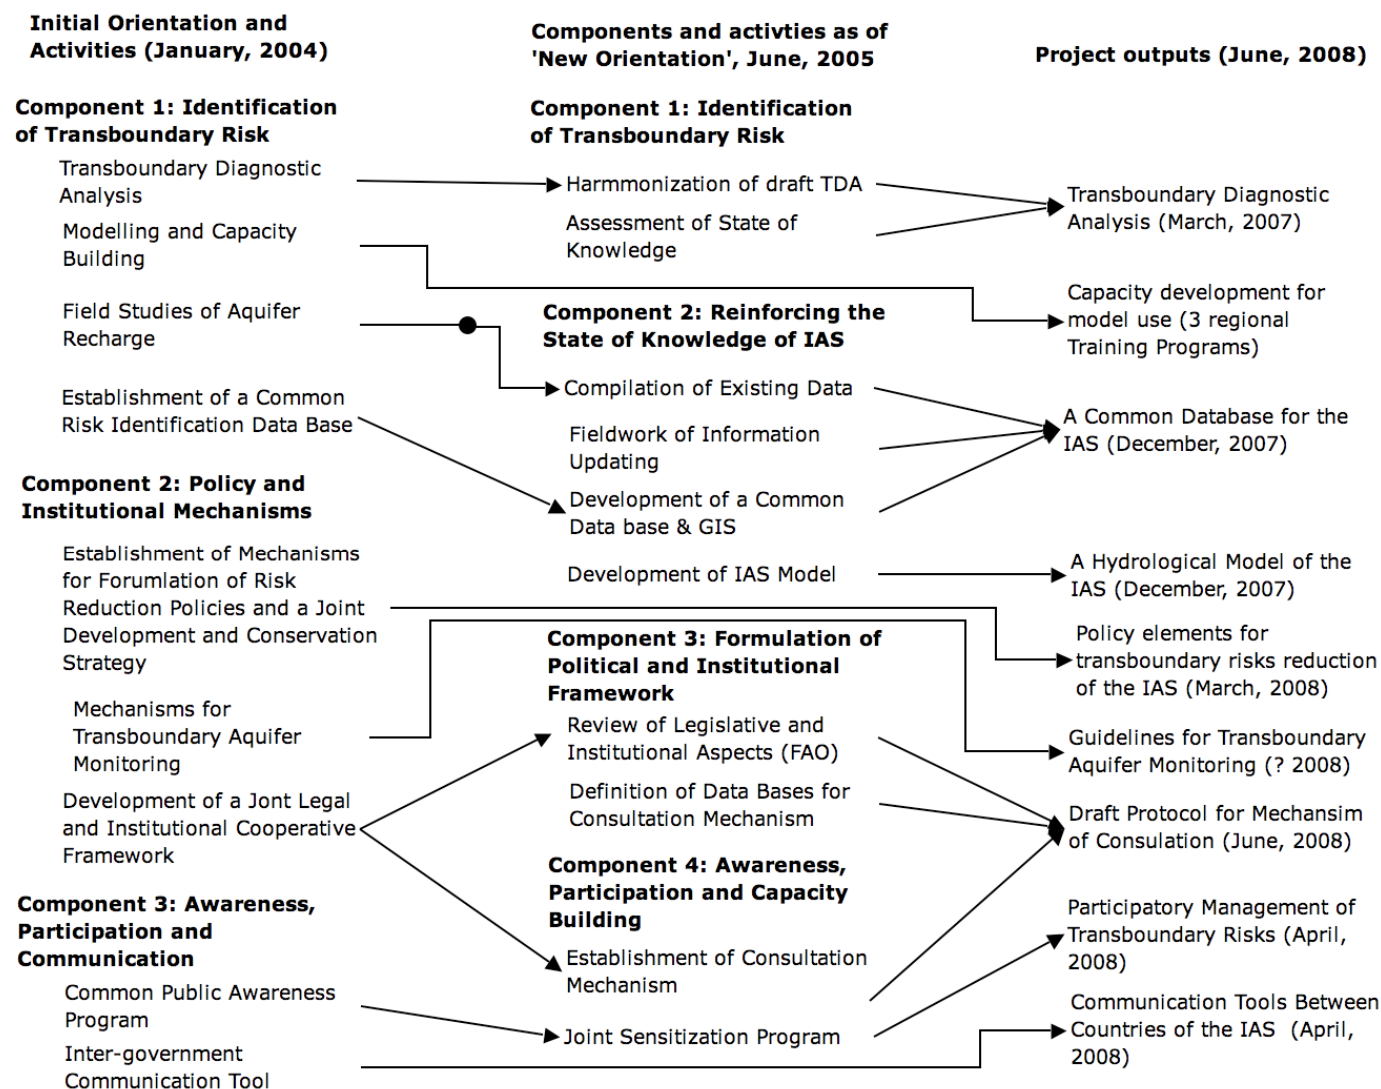 Initial Orientation and
Activities (January, 2004)
Component 1: Identification
of Transboundary Risk
Transboundary Diagnostic
Analysis
Modelling and Capacity
Building
Field Studies of Aquifer
Recharge
Establishment of a Common
Risk Identification Data Base
Component 2: Policy and
Institutional Mechanisms
Establishment of Mechanisms
for Forumlation of Risk
Reduction Policies and a Joint
Development and Conservation
Strategy
Mechanisms for
Transboundary Aquifer
Monitoring
Development of a Jont Legal
and Institutional Cooperative
Framework
Component 3: Awareness,
Participation and
Communication
Common Public Awareness
Program
Inter-government
Communication Tool
Components and activties as of
'New Orientation', June, 2005
Component 1: Identification
of Transboundary Risk
Harmmonization of draft TDA
Assessment of State of
Knowledge
Component 2: Reinforcing the
State of Knowledge of IAS
Compilation of Existing Data
Fieldwork of Information
Updating
Development of a Common
Data base & GIS
Development of IAS Model
Component 3: Formulation of
Political and Institutional
Framework
Review of Legislative and
Institutional Aspects (FAO)
Definition of Data Bases for
Consultation Mechanism
Component 4: Awareness,
Participation and Capacity
Building
Establishment of Consultation
Mechanism
Joint Sensitization Program
Project outputs (June, 2008)
Transboundary Diagnostic
Analysis (March, 2007)
Capacity development for
model use (3 regional
Training Programs)
A Common Database for the
IAS (December, 2007)
A Hydrological Model of the
IAS (December, 2007)
Policy elements for
transboundary risks reduction
of the IAS (March, 2008)
Guidelines for Transboundary
Aquifer Monitoring (? 2008)
Draft Protocol for Mechansim
of Consulation (June, 2008)
Participatory Management of
Transboundary Risks (April,
2008)
Communication Tools Between
Countries of the IAS (April,
2008)